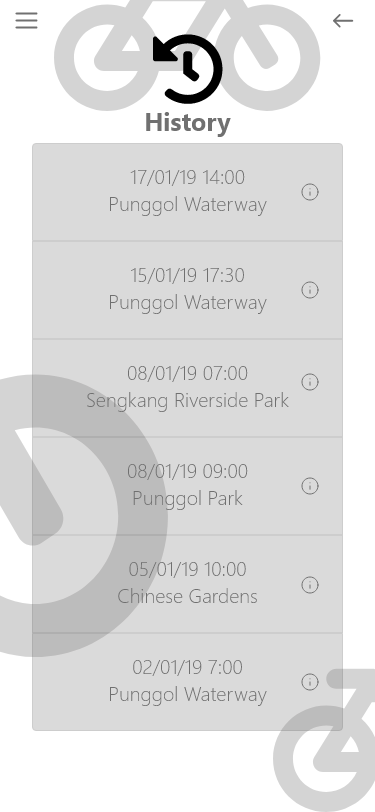 History
17/01/19 14:00
Punggol Waterway
15/01/19 17:30
Punggol Waterway
08/01/19 07:00
Sengkang Riverside Park
08/01/19 09:00
Punggol Park
05/01/19 10:00
Chinese Gardens
02/01/19 7:00
Punggol Waterway